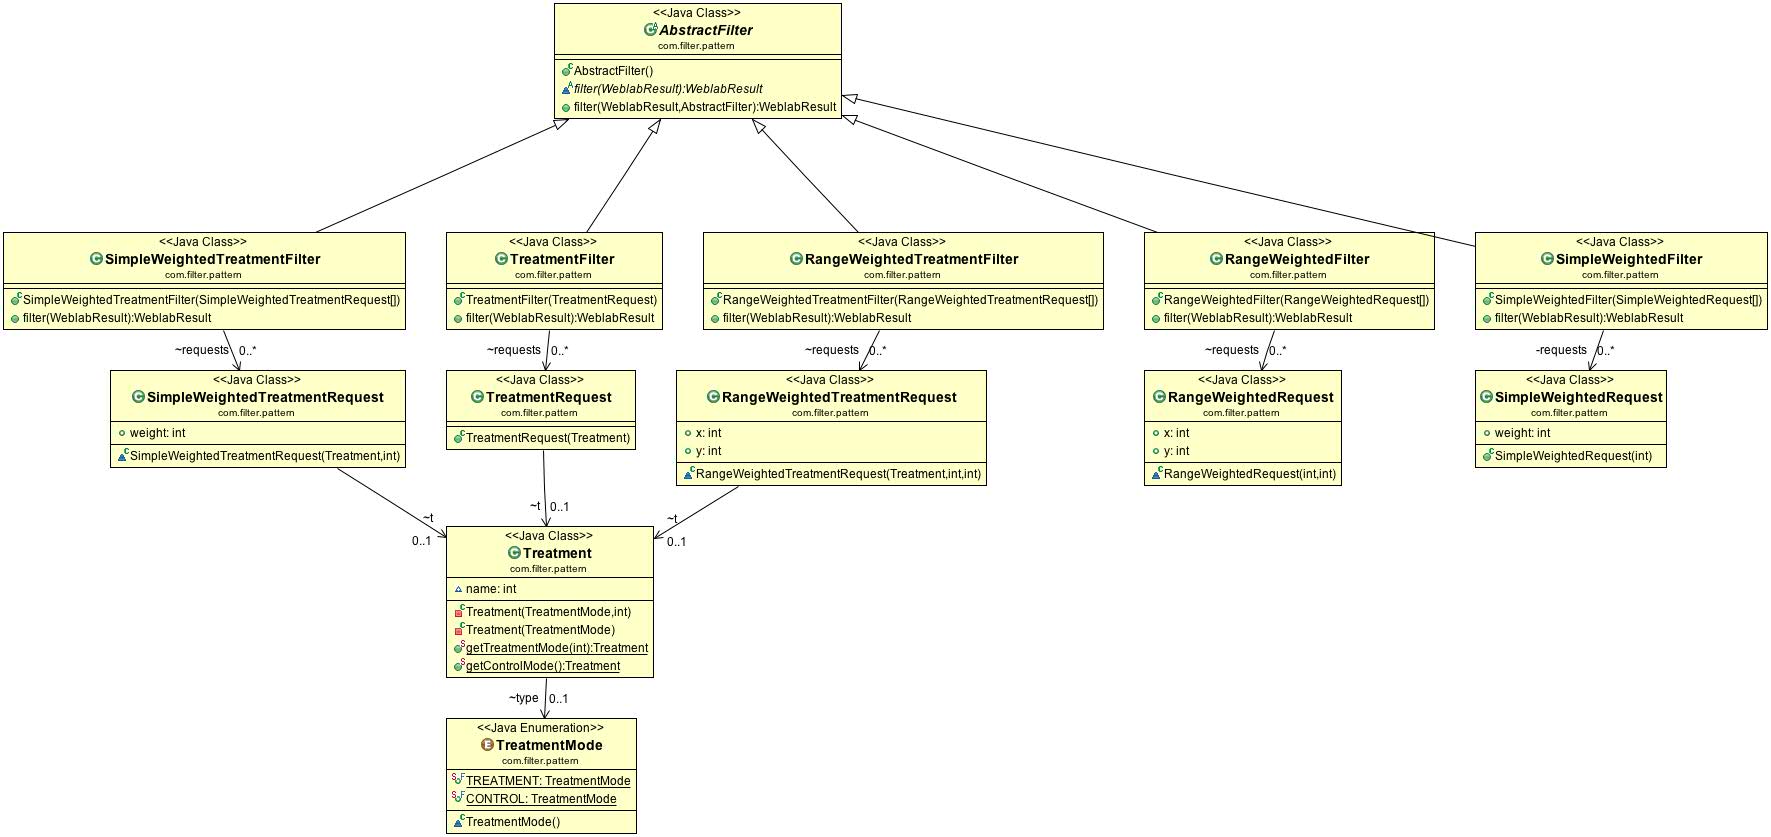 <<Java Class>>
AbstractFilter
com.filter.pattern
AbstractFilter()
filter(WeblabResult):WeblabResult
filter(WeblabResult,AbstractFilter):WeblabResult
<<Java Class>>
SimpleWeightedTreatmentFilter
com.filter.pattern
SimpleWeightedTreatmentFilter(SimpleWeightedTreatmentRequest[])
filter(WeblabResult):WeblabResult
<<Java Class>>
TreatmentFilter
com.filter.pattern
TreatmentFilter(TreatmentRequest)
filter(WeblabResult):WeblabResult
<<Java Class>>
RangeWeightedTreatmentFilter
com.filter.pattern
RangeWeightedTreatmentFilter(RangeWeightedTreatmentRequest[])
filter(WeblabResult):WeblabResult
<<Java Class>>
RangeWeightedFilter
com.filter.pattern
RangeWeightedFilter(RangeWeightedRequest[])
filter(WeblabResult):WeblabResult
<<Java Class>>
SimpleWeightedFilter
com.filter.pattern
SimpleWeightedFilter(SimpleWeightedRequest[])
filter(WeblabResult):WeblabResult
~requests 0..*
~requests 0..*
~requests 0..*
~requests 0..*
-requests 0..*
<<Java Class>>
SimpleWeightedTreatmentRequest
com.filter.pattern
weight: int
SimpleWeightedTreatmentRequest(Treatment,int)
<<Java Class>>
TreatmentRequest
com.filter.pattern
TreatmentRequest(Treatment)
<<Java Class>>
RangeWeightedTreatmentRequest
com.filter.pattern
x: int
y: int
RangeWeightedTreatmentRequest(Treatment,int,int)
<<Java Class>>
RangeWeightedRequest
com.filter.pattern
x: int
y: int
RangeWeightedRequest(int,int)
<<Java Class>>
SimpleWeightedRequest
com.filter.pattern
weight: int
SimpleWeightedRequest(int)
~t
0..1
~t 0..1
~t
0..1
<<Java Class>>
Treatment
com.filter.pattern
name: int
Treatment(TreatmentMode,int)
Treatment(TreatmentMode)
getTreatmentMode(int):Treatment
getControlMode():Treatment
~type 0..1
<<Java Enumeration>>
TreatmentMode
com.filter.pattern
TREATMENT: TreatmentMode
CONTROL: TreatmentMode
TreatmentMode()